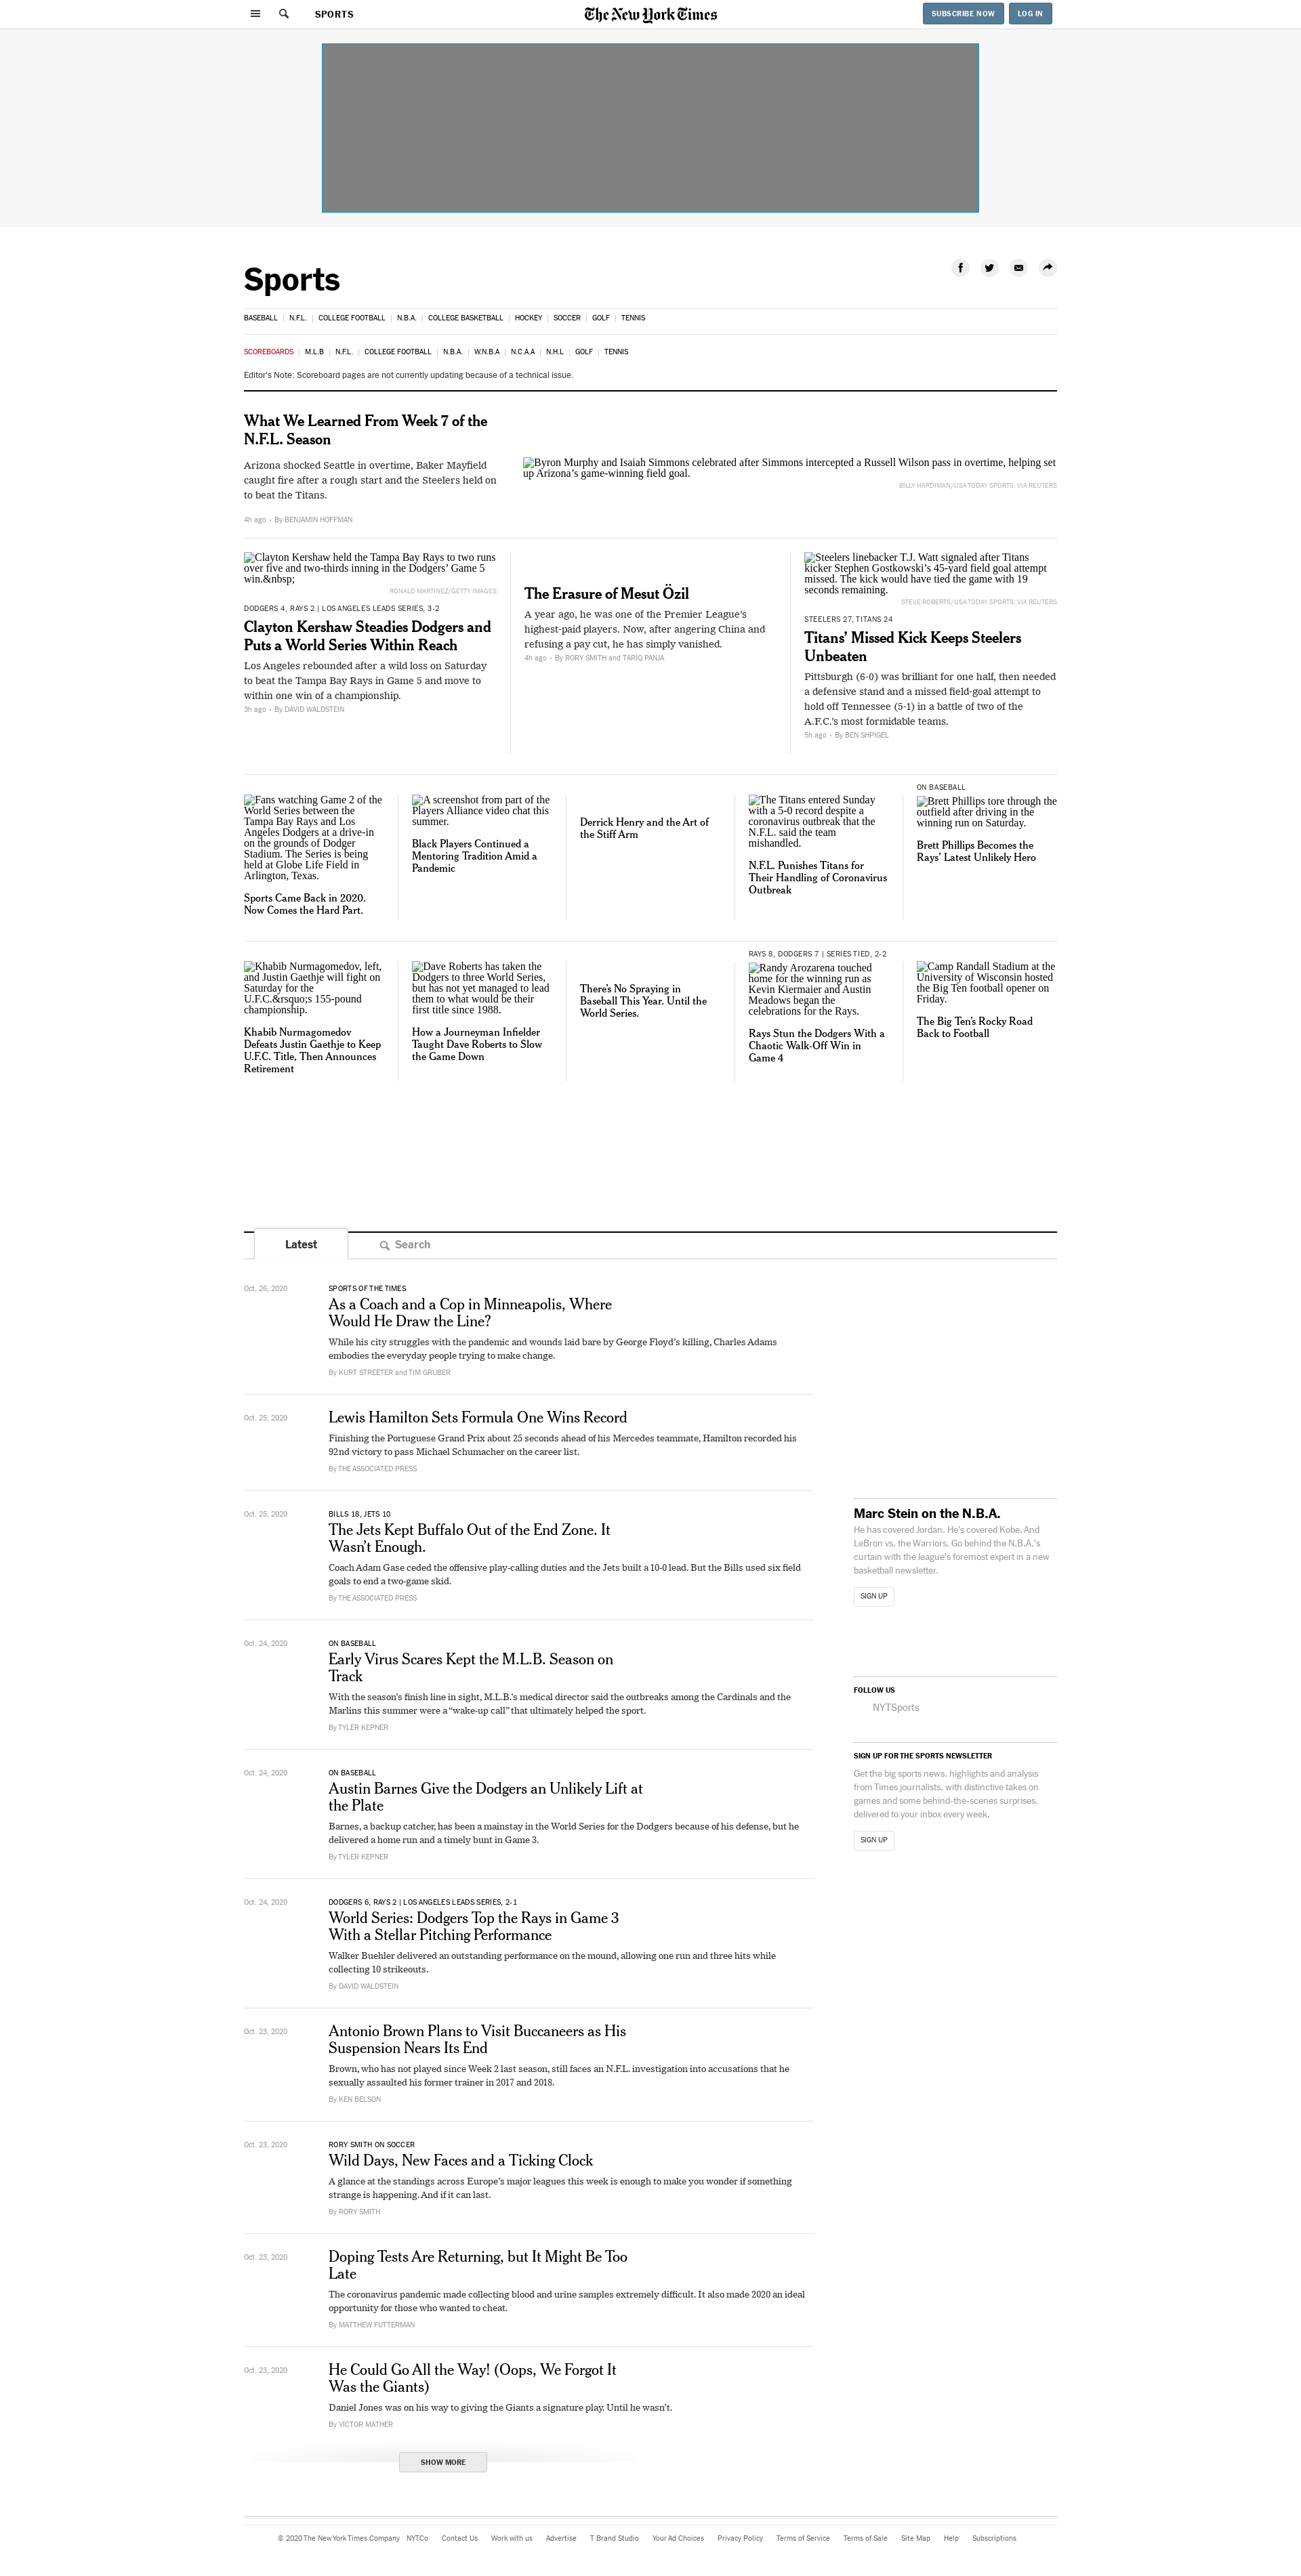 SPORTS
The New York Times
SUBSCRIBE NOW
LOG IN
Sports
BASEBALL | N.F.L. | COLLEGE FOOTBALL | N.B.A. | COLLEGE BASKETBALL | HOCKEY | SOCCER | GOLF | TENNIS
SCOREBOARDS | M.L.B | N.F.L. | COLLEGE FOOTBALL | N.B.A. | W.N.B.A | N.C.A.A | N.H.L | GOLF | TENNIS
Editor's Note: Scoreboard pages are not currently updating because of a technical issue.
What We Learned From Week 7 of the
N.F.L. Season
Arizona shocked Seattle in overtime, Baker Mayfield
caught fire after a rough start and the Steelers held on
to beat the Titans.
4h ago • By BENJAMIN HOFFMAN
Byron Murphy and Isaiah Simmons celebrated after Simmons intercepted a Russell Wilson pass in overtime, helping set
up Arizona’s game-winning field goal.
BILLY HARDIMAN/USA TODAY SPORTS, VIA REUTERS
Clayton Kershaw held the Tampa Bay Rays to two runs
over five and two-thirds inning in the Dodgers’ Game 5
win.&nbsp;
RONALD MARTINEZ/GETTY IMAGES
DODGERS 4, RAYS 2 | LOS ANGELES LEADS SERIES, 3-2
Clayton Kershaw Steadies Dodgers and
Puts a World Series Within Reach
Los Angeles rebounded after a wild loss on Saturday
to beat the Tampa Bay Rays in Game 5 and move to
within one win of a championship.
3h ago • By DAVID WALDSTEIN
The Erasure of Mesut Özil
A year ago, he was one of the Premier League’s
highest-paid players. Now, after angering China and
refusing a pay cut, he has simply vanished.
4h ago • By RORY SMITH and TARIQ PANJA
Steelers linebacker T.J. Watt signaled after Titans
kicker Stephen Gostkowski’s 45-yard field goal attempt
missed. The kick would have tied the game with 19
seconds remaining.
STEVE ROBERTS/USA TODAY SPORTS, VIA REUTERS
STEELERS 27, TITANS 24
Titans’ Missed Kick Keeps Steelers
Unbeaten
Pittsburgh (6-0) was brilliant for one half, then needed
a defensive stand and a missed field-goal attempt to
hold off Tennessee (5-1) in a battle of two of the
A.F.C.’s most formidable teams.
5h ago • By BEN SHPIGEL
Fans watching Game 2 of the
World Series between the
Tampa Bay Rays and Los
Angeles Dodgers at a drive-in
on the grounds of Dodger
Stadium. The Series is being
held at Globe Life Field in
Arlington, Texas.
Sports Came Back in 2020.
Now Comes the Hard Part.
A screenshot from part of the
Players Alliance video chat this
summer.
Black Players Continued a
Mentoring Tradition Amid a
Pandemic
Derrick Henry and the Art of
the Stiff Arm
The Titans entered Sunday
with a 5-0 record despite a
coronavirus outbreak that the
N.F.L. said the team
mishandled.
N.F.L. Punishes Titans for
Their Handling of Coronavirus
Outbreak
ON BASEBALL
Brett Phillips tore through the
outfield after driving in the
winning run on Saturday.
Brett Phillips Becomes the
Rays’ Latest Unlikely Hero
Khabib Nurmagomedov, left,
and Justin Gaethje will fight on
Saturday for the
U.F.C.&rsquo;s 155-pound
championship.
Khabib Nurmagomedov
Defeats Justin Gaethje to Keep
U.F.C. Title, Then Announces
Retirement
Dave Roberts has taken the
Dodgers to three World Series,
but has not yet managed to lead
them to what would be their
first title since 1988.
How a Journeyman Infielder
Taught Dave Roberts to Slow
the Game Down
There’s No Spraying in
Baseball This Year. Until the
World Series.
RAYS 8, DODGERS 7 | SERIES TIED, 2-2
Randy Arozarena touched
home for the winning run as
Kevin Kiermaier and Austin
Meadows began the
celebrations for the Rays.
Rays Stun the Dodgers With a
Chaotic Walk-Off Win in
Game 4
Camp Randall Stadium at the
University of Wisconsin hosted
the Big Ten football opener on
Friday.
The Big Ten’s Rocky Road
Back to Football
Latest
Search
Oct. 26, 2020
SPORTS OF THE TIMES
As a Coach and a Cop in Minneapolis, Where
Would He Draw the Line?
While his city struggles with the pandemic and wounds laid bare by George Floyd’s killing, Charles Adams
embodies the everyday people trying to make change.
By KURT STREETER and TIM GRUBER
Oct. 25, 2020
Lewis Hamilton Sets Formula One Wins Record
Finishing the Portuguese Grand Prix about 25 seconds ahead of his Mercedes teammate, Hamilton recorded his
92nd victory to pass Michael Schumacher on the career list.
By THE ASSOCIATED PRESS
Oct. 25, 2020
BILLS 18, JETS 10
The Jets Kept Buffalo Out of the End Zone. It
Wasn’t Enough.
Coach Adam Gase ceded the offensive play-calling duties and the Jets built a 10-0 lead. But the Bills used six field
goals to end a two-game skid.
By THE ASSOCIATED PRESS
Oct. 24, 2020
ON BASEBALL
Early Virus Scares Kept the M.L.B. Season on
Track
With the season’s finish line in sight, M.L.B.’s medical director said the outbreaks among the Cardinals and the
Marlins this summer were a “wake-up call” that ultimately helped the sport.
By TYLER KEPNER
Oct. 24, 2020
ON BASEBALL
Austin Barnes Give the Dodgers an Unlikely Lift at
the Plate
Barnes, a backup catcher, has been a mainstay in the World Series for the Dodgers because of his defense, but he
delivered a home run and a timely bunt in Game 3.
By TYLER KEPNER
Oct. 24, 2020
DODGERS 6, RAYS 2 | LOS ANGELES LEADS SERIES, 2-1
World Series: Dodgers Top the Rays in Game 3
With a Stellar Pitching Performance
Walker Buehler delivered an outstanding performance on the mound, allowing one run and three hits while
collecting 10 strikeouts.
By DAVID WALDSTEIN
Oct. 23, 2020
Antonio Brown Plans to Visit Buccaneers as His
Suspension Nears Its End
Brown, who has not played since Week 2 last season, still faces an N.F.L. investigation into accusations that he
sexually assaulted his former trainer in 2017 and 2018.
By KEN BELSON
Oct. 23, 2020
RORY SMITH ON SOCCER
Wild Days, New Faces and a Ticking Clock
A glance at the standings across Europe’s major leagues this week is enough to make you wonder if something
strange is happening. And if it can last.
By RORY SMITH
Oct. 23, 2020
Doping Tests Are Returning, but It Might Be Too
Late
The coronavirus pandemic made collecting blood and urine samples extremely difficult. It also made 2020 an ideal
opportunity for those who wanted to cheat.
By MATTHEW FUTTERMAN
Oct. 23, 2020
He Could Go All the Way! (Oops, We Forgot It
Was the Giants)
Daniel Jones was on his way to giving the Giants a signature play. Until he wasn’t.
By VICTOR MATHER
SHOW MORE
Marc Stein on the N.B.A.
He has covered Jordan. He's covered Kobe. And
LeBron vs. the Warriors. Go behind the N.B.A.'s
curtain with the league's foremost expert in a new
basketball newsletter.
SIGN UP
FOLLOW US
NYTSports
SIGN UP FOR THE SPORTS NEWSLETTER
Get the big sports news, highlights and analysis
from Times journalists, with distinctive takes on
games and some behind-the-scenes surprises,
delivered to your inbox every week.
SIGN UP
© 2020 The New York Times Company NYTCo Contact Us Work with us Advertise T Brand Studio Your Ad Choices Privacy Policy Terms of Service Terms of Sale Site Map Help Subscriptions